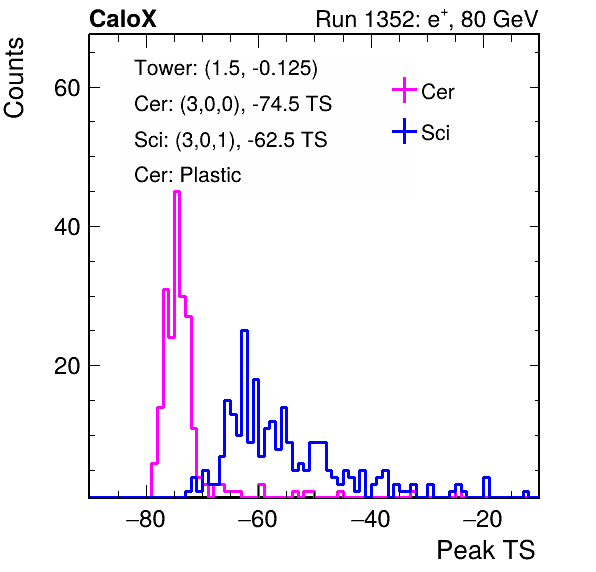 CaloX Run 1352: e+, 80 GeV
Counts
Tower: (1.5, -0.125)
Cer: (3,0,0), -74.5 TS
Sci: (3,0,1), -62.5 TS
Cer: Plastic
Cer
Sci
60
40
20
−80 −60 −40 −20
Peak TS